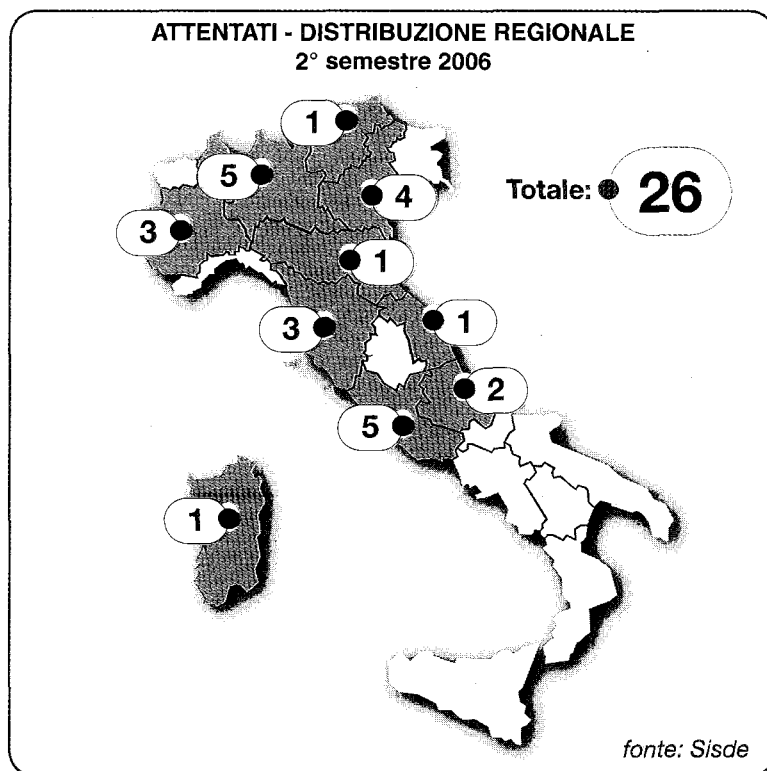 ATTENTATI - DISTRIBUZIONE REGIONALE
2° semestre 2006
1
5
4
Totale: 26
3
1
3
1
2
5
1
fonte: Sisde